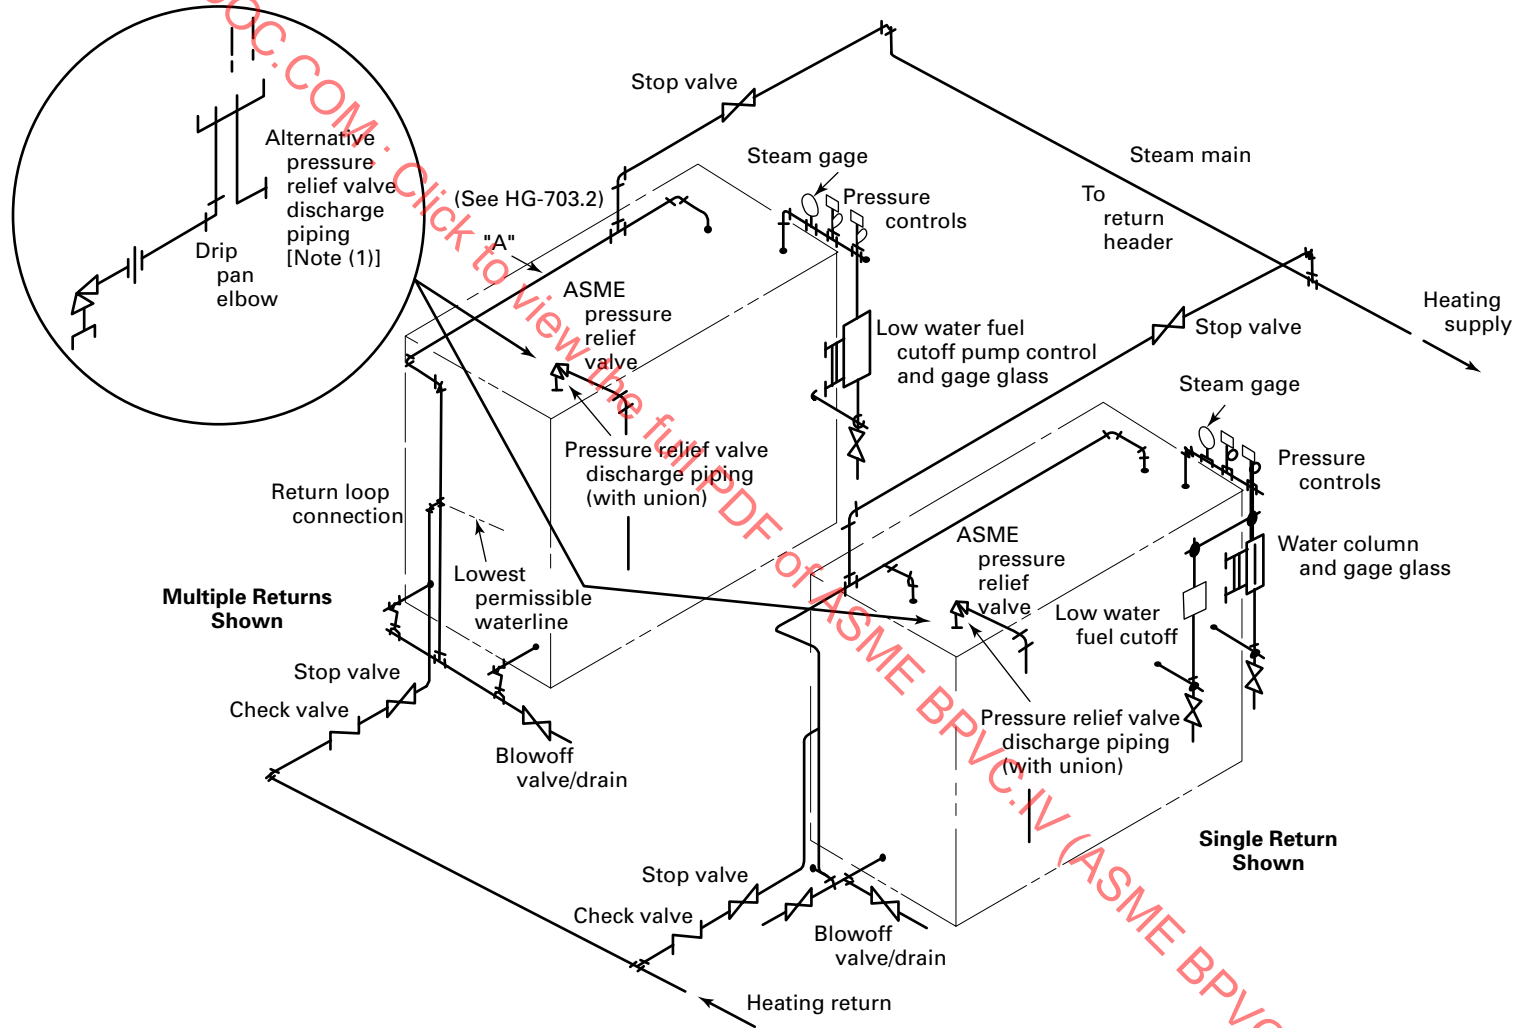 Alternative
pressure
relief valve
discharge
piping
[Note (1)]
Drip
pan
elbow
Stop valve
(See HG-703.2)
"A"
Steam gage
Pressure
controls
Steam main
To
return
header
Heating
supply
ASME
pressure
relief
valve
Low water fuel
cutoff pump control
and gage glass
Stop valve
Steam gage
Pressure
controls
Pressure relief valve
discharge piping
(with union)
Return loop
connection
Lowest
permissible
waterline
Multiple Returns
Shown
ASME
pressure
relief
valve
Water column
and gage glass
Low water
fuel cutoff
Stop valve
Check valve
Blowoff
valve/drain
Pressure relief valve
discharge piping
(with union)
Single Return
Shown
Stop valve
Check valve
Blowoff
valve/drain
Heating return
OC.COM : Click to view the full PDF of ASME BPVC.IV (ASME BPVC